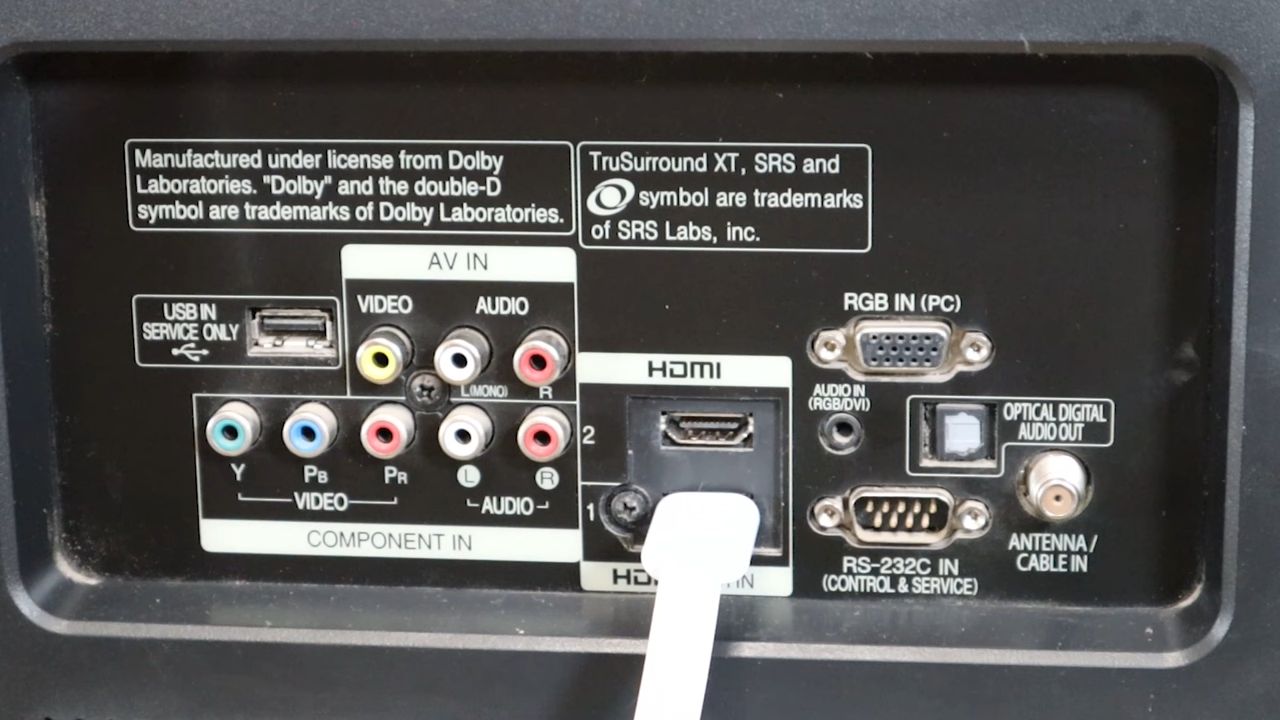 Manufactured under license from Dolby
Laboratories. "Dolby" and the double-D
symbol are trademarks of Dolby Laboratories.
TruSurround XT, SRS and
symbol are trademarks
of SRS Labs, inc.
AV IN
VIDEO AUDIO
L(MONO) R
USB IN
SERVICE ONLY
Y PB PR L R
VIDEO AUDIO
COMPONENT IN
HDMI
2
1
IN
RGB IN (PC)
AUDIO IN
(RGB/DVI)
OPTICAL DIGITAL
AUDIO OUT
RS-232C IN
(CONTROL & SERVICE)
ANTENNA /
CABLE IN